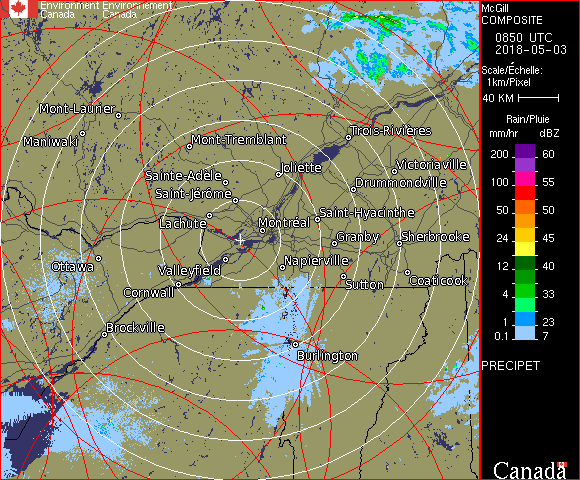 Environment Environnement
Canada Canada
McGill
COMPOSITE
0850 UTC
2018-05-03
Scale/Échelle:
1km/Pixel
40 KM
Rain/Pluie
mm/hr dBZ
200 60
150 57
100 55
50 50
24 45
12 40
4 33
1 23
0.1 7
PRECIPET
Canada
Mont-Laurier
Maniwaki
Mont-Tremblant
Trois-Rivières
Joliette
Victoriaville
Sainte-Adèle
Drummondville
Saint-Jérôme
Saint-Hyacinthe
Lachute
Montréal
Granby
Sherbrooke
Ottawa
Valleyfield
Napierville
Sutton
Coaticook
Cornwall
Brockville
Burlington